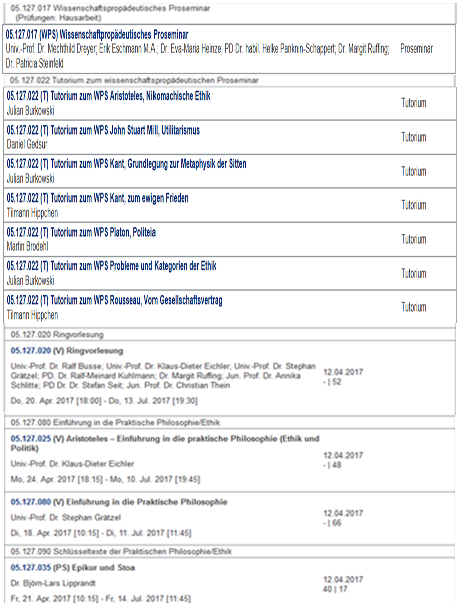 05.127.017 Wissenschaftpropädeutisches Proseminar
(Prüfungen: Hausarbeit)
05.127.017 (WPS) Wissenschaftpropädeutisches Proseminar
Univ.-Prof. Dr. Mechthild Dreyer; Erik Eschmann M.A.; Dr. Eva-Maria Heinze; PD Dr. habil. Heike Panknin-Schappert; Dr. Margit Ruffing; Proseminar
Dr. Patricia Steinfeld
05.127.022 Tutorium zum wissenschaftspropädeutischen Proseminar
05.127.022 (T) Tutorium zum WPS Aristoteles, Nikomachische Ethik
Julian Burkowski Tutorium
05.127.022 (T) Tutorium zum WPS John Stuart Mill, Utilitarismus
Daniel Gedsur Tutorium
05.127.022 (T) Tutorium zum WPS Kant, Grundlegung zur Metaphysik der Sitten
Julian Burkowski Tutorium
05.127.022 (T) Tutorium zum WPS Kant, zum ewigen Frieden
Tilmann Hippchen Tutorium
05.127.022 (T) Tutorium zum WPS Platon, Politeia
Martin Brodehl Tutorium
05.127.022 (T) Tutorium zum WPS Probleme und Kategorien der Ethik
Julian Burkowski Tutorium
05.127.022 (T) Tutorium zum WPS Rousseau, Vom Gesellschaftsvertrag
Tilmann Hippchen Tutorium
05.127.020 Ringvorlesung
05.127.020 (V) Ringvorlesung
Univ.-Prof. Dr. Ralf Busse; Univ.-Prof. Dr. Klaus-Dieter Eichler; Univ.-Prof. Dr. Stephan
Grätzel; PD. Dr. Ralf-Meinard Kuhlmann; Dr. Margit Ruffing; Jun. Prof. Dr. Annika
Schlitte; PD Dr. Dr. Stefan Seit; Jun. Prof. Dr. Christian Thein
12.04.2017
- | 52
Do, 20. Apr. 2017 [18:00] - Do, 13. Jul. 2017 [19:30]
05.127.080 Einführung in die Praktische Philosophie/Ethik
05.127.025 (V) Aristoteles – Einführung in die praktische Philosophie (Ethik und
Politik)
Univ.-Prof. Dr. Klaus-Dieter Eichler
12.04.2017
- | 48
Mo, 24. Apr. 2017 [18:15] - Mo, 10. Jul. 2017 [19:45]
05.127.080 (V) Einführung in die Praktische Philosophie
Univ.-Prof. Dr. Stephan Grätzel
12.04.2017
- | 66
Di, 18. Apr. 2017 [10:15] - Di, 11. Jul. 2017 [11:45]
05.127.090 Schlüsseltexte der Praktischen Philosophie/Ethik
05.127.035 (PS) Epikur und Stoa
Dr. Björn-Lars Lipprandt
12.04.2017
40 | 17
Fr, 21. Apr. 2017 [10:15] - Fr, 14. Jul. 2017 [11:45]